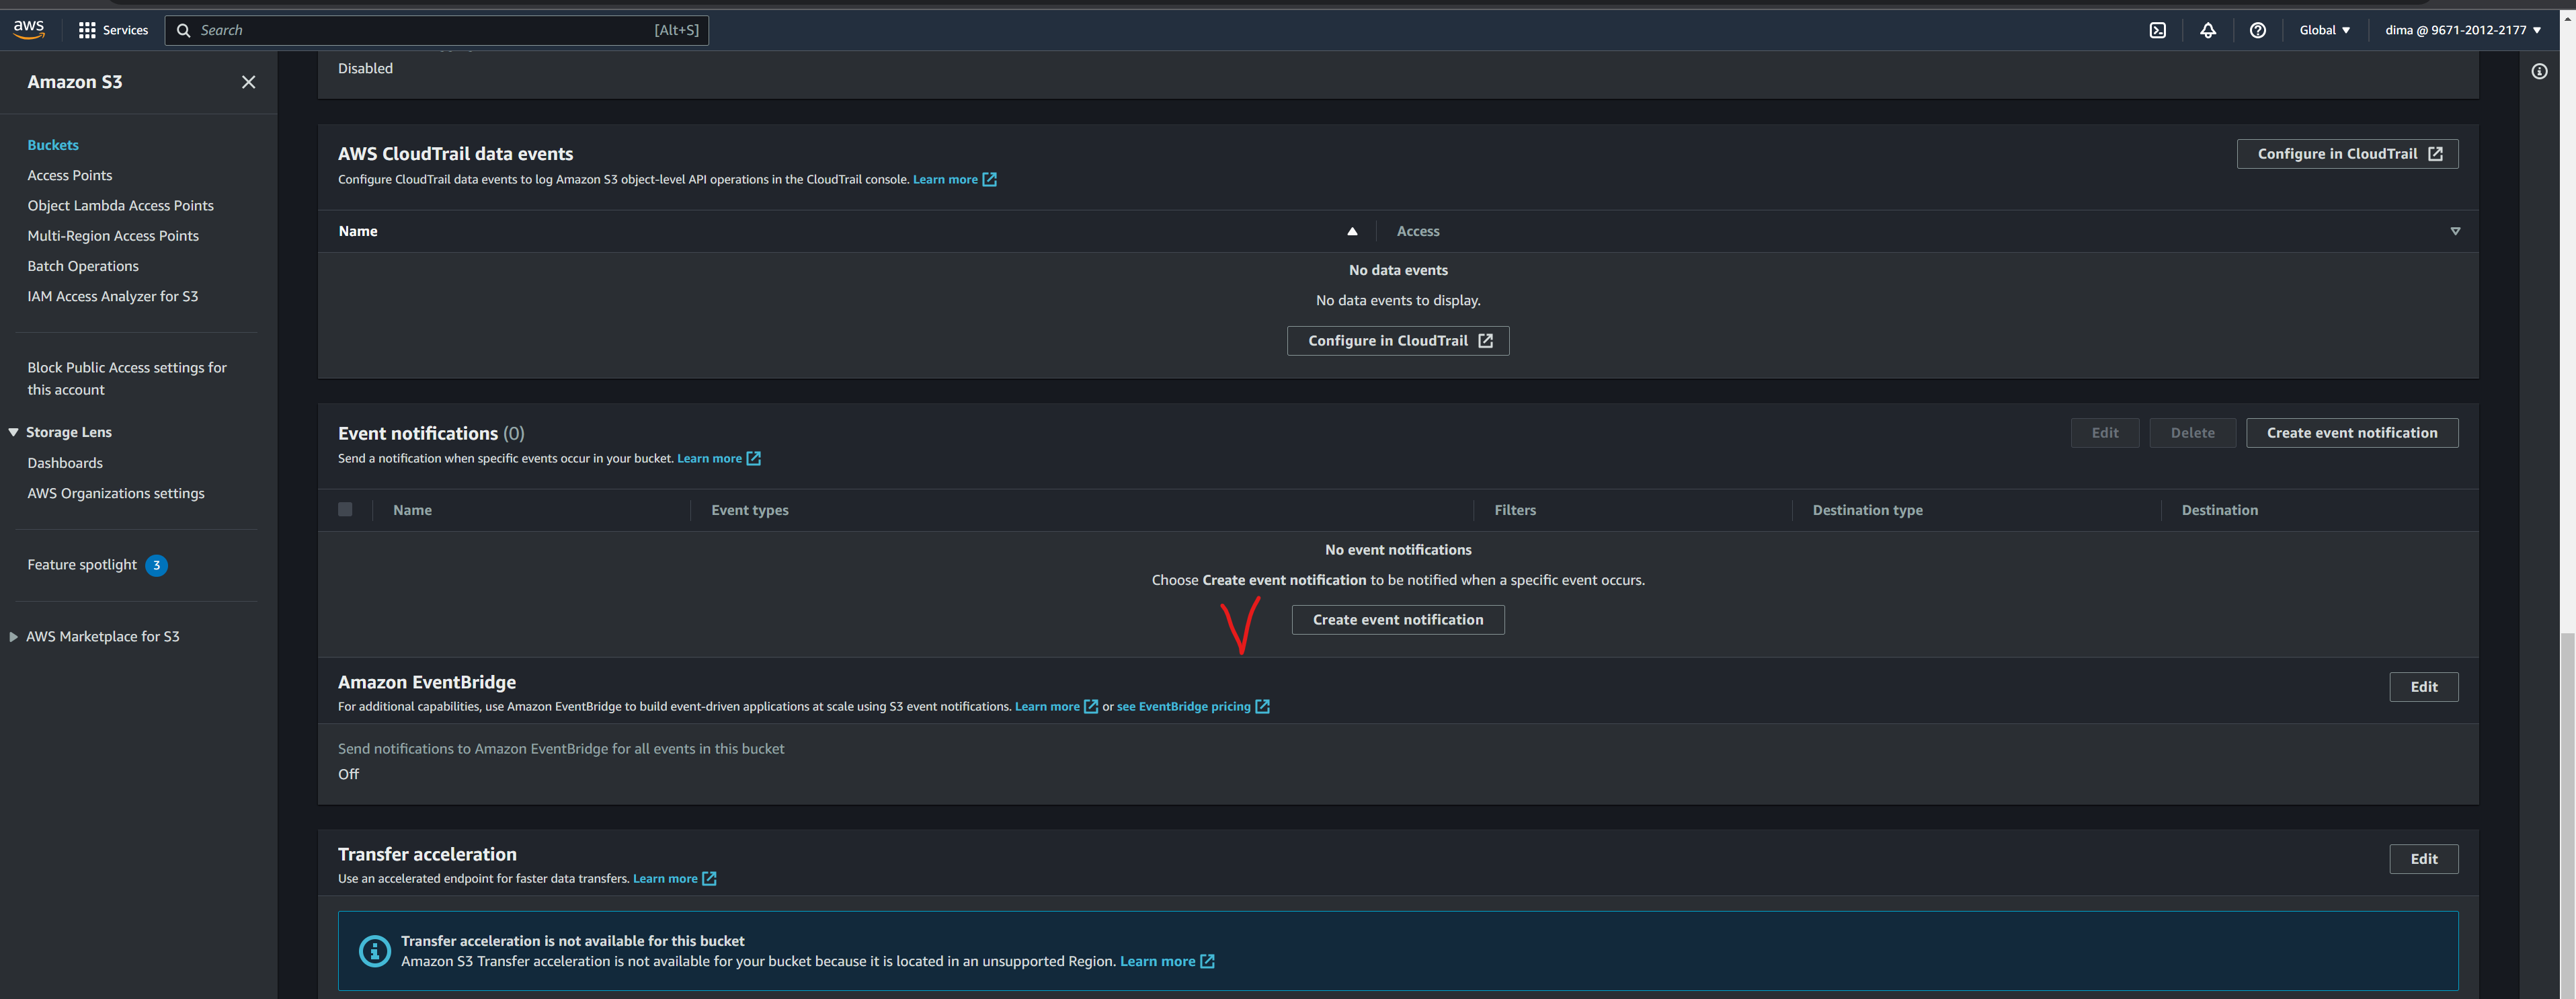 aws
Services
Search
[Alt+S]
Global
dima @ 9671-2012-2177
Amazon S3
Buckets
Access Points
Object Lambda Access Points
Multi-Region Access Points
Batch Operations
IAM Access Analyzer for S3
Block Public Access settings for
this account
Storage Lens
Dashboards
AWS Organizations settings
Feature spotlight 3
AWS Marketplace for S3
Disabled
AWS CloudTrail data events
Configure in CloudTrail
Configure CloudTrail data events to log Amazon S3 object-level API operations in the CloudTrail console. Learn more
Name
Access
No data events
No data events to display.
Configure in CloudTrail
Event notifications (0)
Edit
Delete
Create event notification
Send a notification when specific events occur in your bucket. Learn more
Name
Event types
Filters
Destination type
Destination
No event notifications
Choose Create event notification to be notified when a specific event occurs.
Create event notification
Amazon EventBridge
Edit
For additional capabilities, use Amazon EventBridge to build event-driven applications at scale using S3 event notifications. Learn more or see EventBridge pricing
Send notifications to Amazon EventBridge for all events in this bucket
Off
Transfer acceleration
Edit
Use an accelerated endpoint for faster data transfers. Learn more
Transfer acceleration is not available for this bucket
Amazon S3 Transfer acceleration is not available for your bucket because it is located in an unsupported Region. Learn more